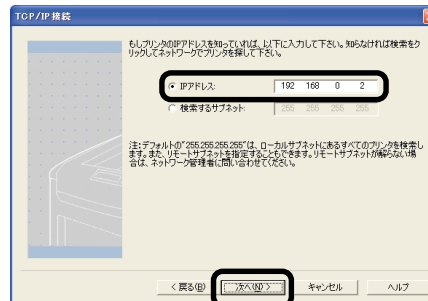 TCP/IP 接続
もしプリンタのIPアドレスを知っていれば、以下に入力して下さい。知らなければ検索をク
リックしてネットワークでプリンタを探して下さい。
IPアドレス: 192 168 0 2
検索するサブネット: 255 255 255 255
注:デフォルトの"255.255.255.255"は、ローカルサブネットにあるすべてのプリンタを検索し
ます。また、リモートサブネットを指定することもできます。リモートサブネットが解らない場
合は、ネットワーク管理者に問い合わせてください。
< 戻る(B) 次へ(N) > キャンセル ヘルプ